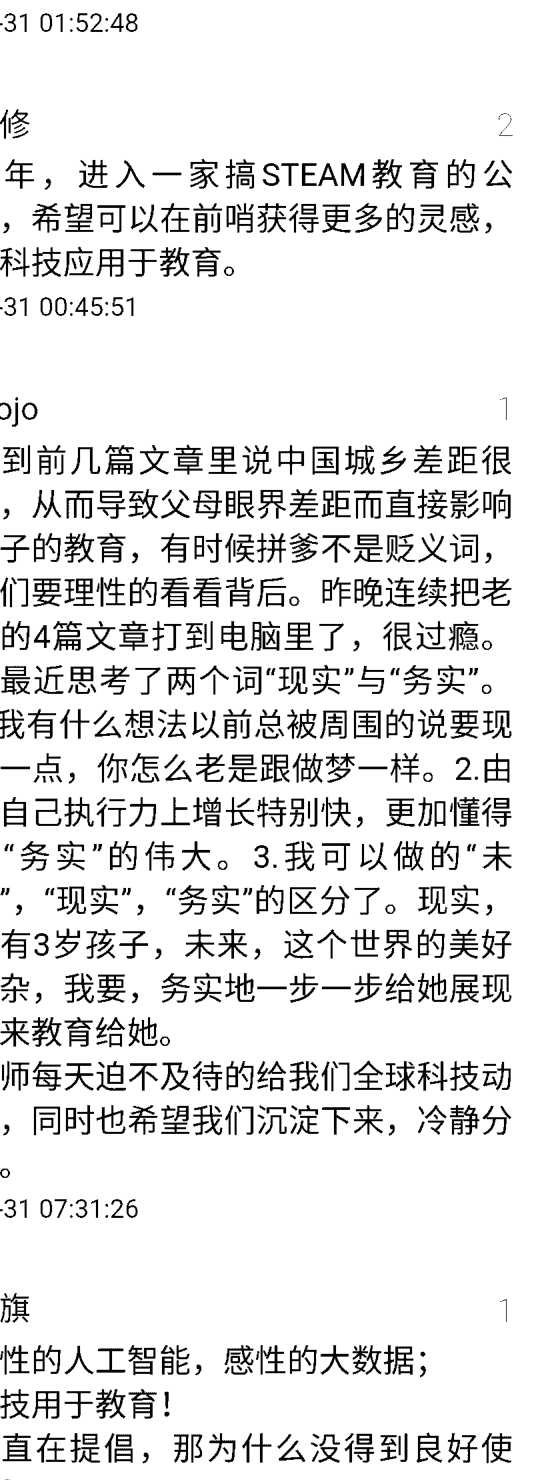 -31 01:52:48
修
2
年，进入一家搞STEAM教育的公
，希望可以在前哨获得更多的灵感，
科技应用于教育。
-31 00:45:51
ojo
1
到前几篇文章里说中国城乡差距很
，从而导致父母眼界差距而直接影响
子的教育，有时候拼爹不是贬义词，
们要理性的看看背后。昨晚连续把老
的4篇文章打到电脑里了，很过瘾。
最近思考了两个词“现实”与“务实”。
我有什么想法以前总被周围的说要现
一点，你怎么老是跟做梦一样。2.由
自己执行力上增长特别快，更加懂得
“务实”的伟大。3.我可以做的“未
”，“现实”，“务实”的区分了。现实，
有3岁孩子，未来，这个世界的美好
杂，我要，务实地一步一步给她展现
来教育给她。
师每天迫不及待的给我们全球科技动
，同时也希望我们沉淀下来，冷静分
。
-31 07:31:26
旗
1
性的人工智能，感性的大数据；
技用于教育！
直在提倡，那为什么没得到良好使